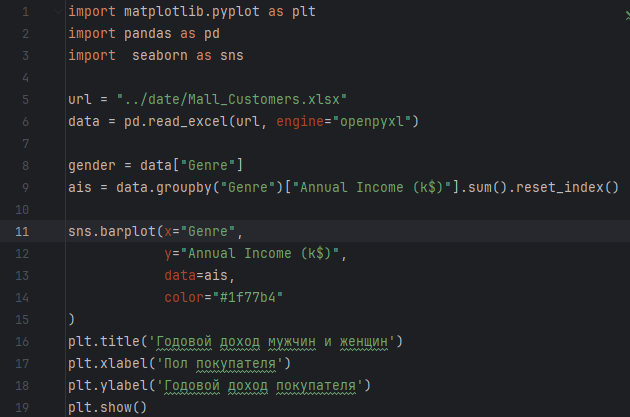 1 import matplotlib.pyplot as plt
2 import pandas as pd
3 import  seaborn as sns
4
5 url = "../date/Mall_Customers.xlsx"
6 data = pd.read_excel(url, engine="openpyxl")
7
8 gender = data["Genre"]
9 ais = data.groupby("Genre")["Annual Income (k$)"].sum().reset_index()
10
11 sns.barplot(x="Genre",
12             y="Annual Income (k$)",
13             data=ais,
14             color="#1f77b4"
15 )
16 plt.title('Годовой доход мужчин и женщин')
17 plt.xlabel('Пол покупателя')
18 plt.ylabel('Годовой доход покупателя')
19 plt.show()